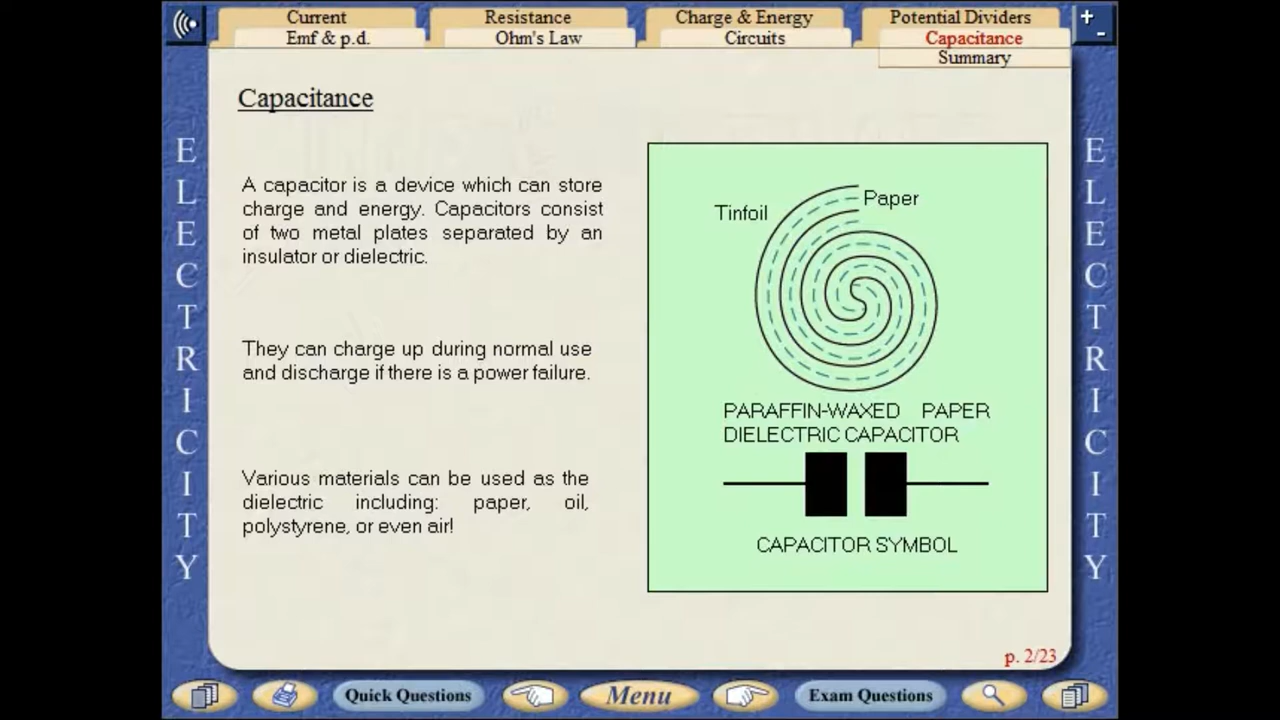 Current
Emf & p.d.
Resistance
Ohm's Law
Charge & Energy
Circuits
Potential Dividers
Capacitance
Summary
+
-
ELECTRICITY
Capacitance
A capacitor is a device which can store
charge and energy. Capacitors consist
of two metal plates separated by an
insulator or dielectric.
They can charge up during normal use
and discharge if there is a power failure.
Various materials can be used as the
dielectric including: paper, oil,
polystyrene, or even air!
Tinfoil
Paper
PARAFFIN-WAXED PAPER
DIELECTRIC CAPACITOR
CAPACITOR SYMBOL
ELECTRICITY
p. 2/23
Quick Questions
Menu
Exam Questions